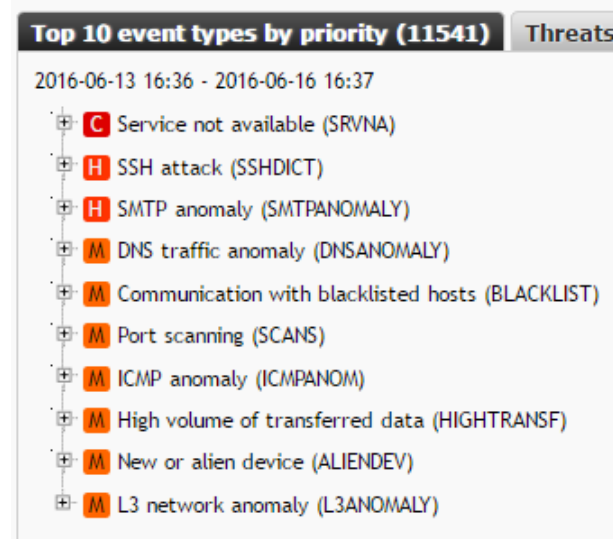 Top 10 event types by priority (11541) Threats
2016-06-13 16:36 - 2016-06-16 16:37
C Service not available (SRVNA)
H SSH attack (SSHDICT)
H SMTP anomaly (SMTPANOMALY)
M DNS traffic anomaly (DNSANOMALY)
M Communication with blacklisted hosts (BLACKLIST)
M Port scanning (SCANS)
M ICMP anomaly (ICMPANOM)
M High volume of transferred data (HIGHTRANSF)
M New or alien device (ALIENDEV)
M L3 network anomaly (L3ANOMALY)